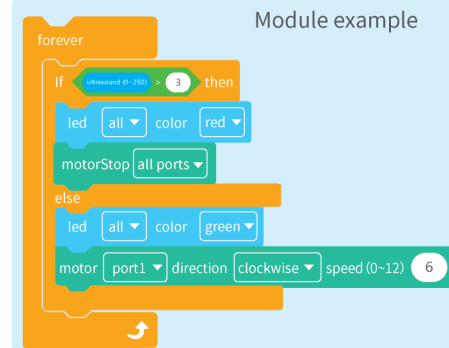 Module example
forever
If ultrasound (0-250) > 3 then
led all color red
motorStop all ports
else
led all color green
motor port1 direction clockwise speed (0~12) 6